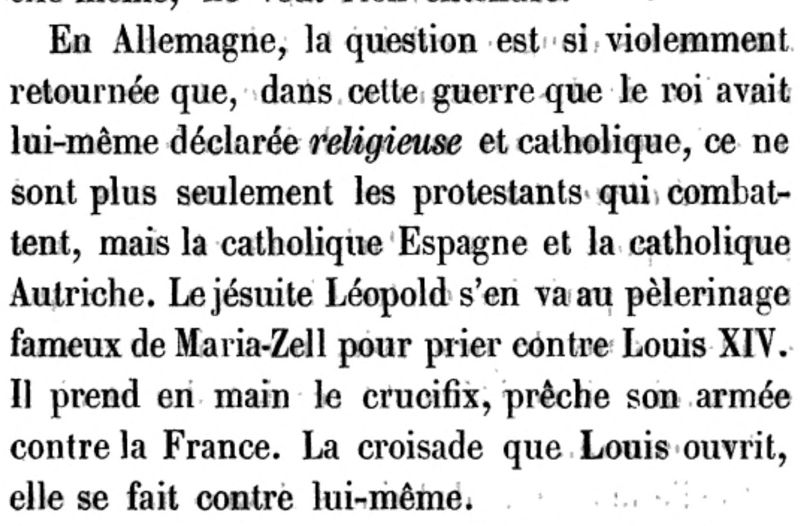 En Allemagne, la question est si violemment
retournée que, dans cette guerre que le roi avait
lui-même déclarée religieuse et catholique, ce ne
sont plus seulement les protestants qui combat-
tent, mais la catholique Espagne et la catholique
Autriche. Le jésuite Léopold s'en va au pèlerinage
fameux de Maria-Zell pour prier contre Louis XIV.
Il prend en main le crucifix, prêche son armée
contre la France. La croisade que Louis ouvrit,
elle se fait contre lui-même.